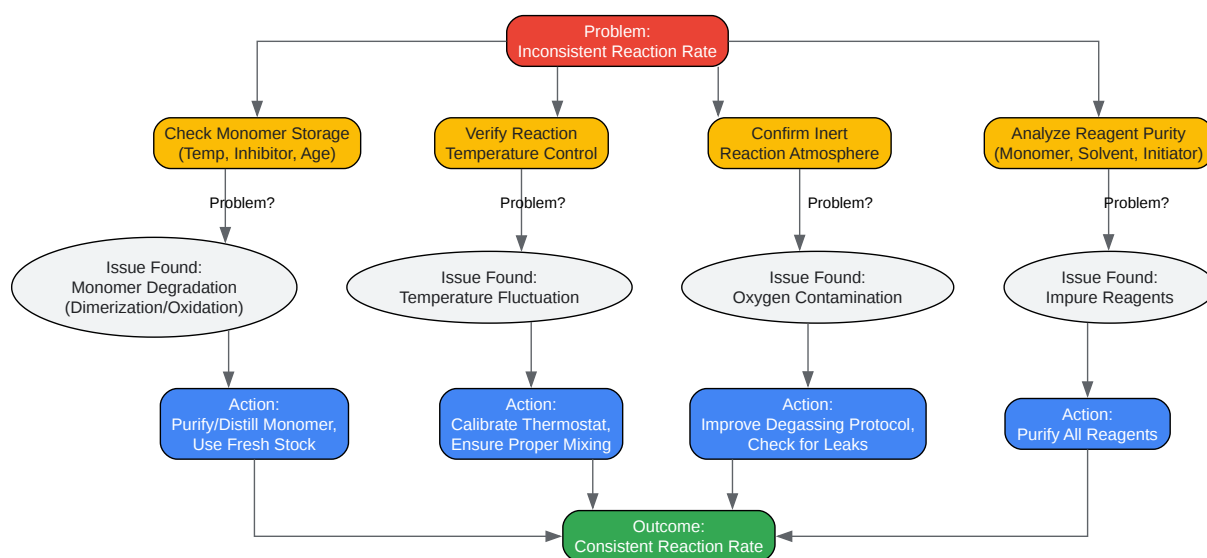 Problem:
Inconsistent Reaction Rate
Check Monomer Storage
(Temp, Inhibitor, Age)
Verify Reaction
Temperature Control
Confirm Inert
Reaction Atmosphere
Analyze Reagent Purity
(Monomer, Solvent, Initiator)
Problem?
Problem?
Problem?
Problem?
Issue Found:
Monomer Degradation
(Dimerization/Oxidation)
Issue Found:
Temperature Fluctuation
Issue Found:
Oxygen Contamination
Issue Found:
Impure Reagents
Action:
Purify/Distill Monomer,
Use Fresh Stock
Action:
Calibrate Thermostat,
Ensure Proper Mixing
Action:
Improve Degassing Protocol,
Check for Leaks
Action:
Purify All Reagents
Outcome:
Consistent Reaction Rate